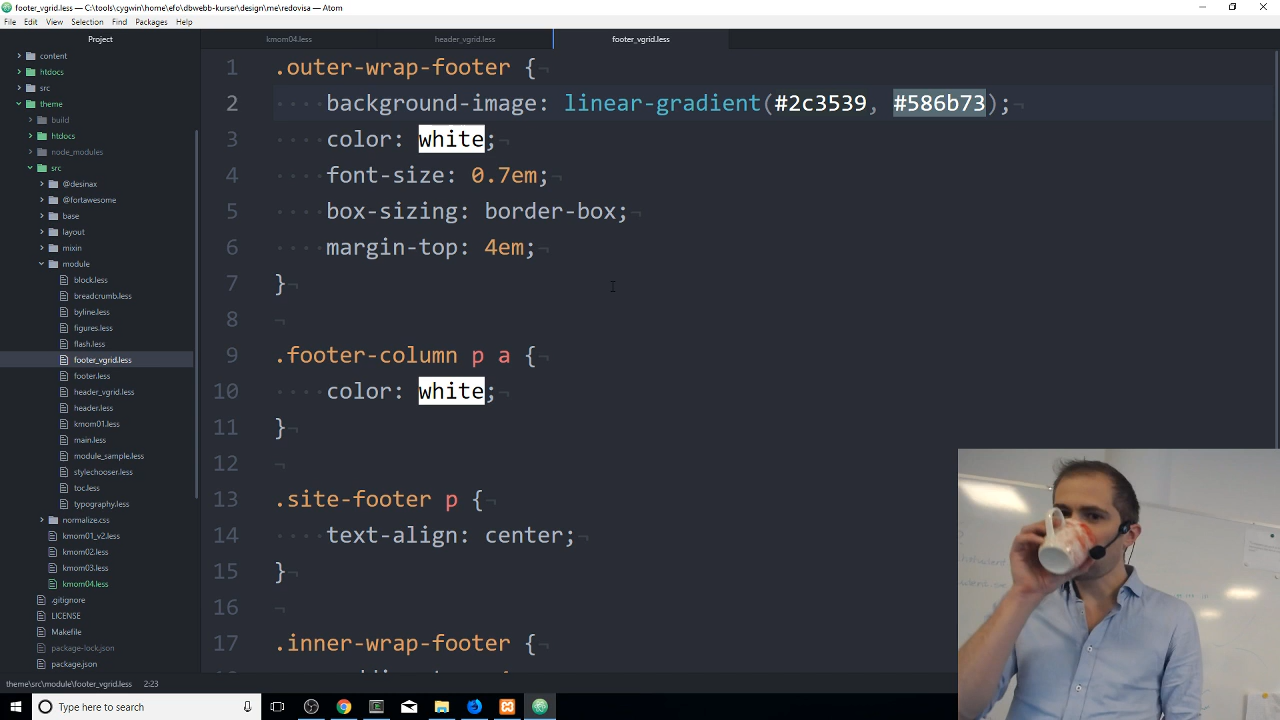 footer_vgrid.less — C:\tools\cygwin\home\efo\dbwebb-kurser\design\me\redovisa — Atom
File Edit View Selection Find Packages Help
Project
kmom04.less
header_vgrid.less
footer_vgrid.less
content
htdocs
src
theme
build
htdocs
node_modules
src
@desinax
@fortawesome
base
layout
mixin
module
block.less
breadcrumb.less
byline.less
figures.less
flash.less
footer_vgrid.less
footer.less
header_vgrid.less
header.less
kmom01.less
main.less
module_sample.less
stylechooser.less
toc.less
typography.less
normalize.css
kmom01_v2.less
kmom02.less
kmom03.less
kmom04.less
.gitignore
LICENSE
Makefile
package-lock.json
package.json
1 .outer-wrap-footer {
2 background-image: linear-gradient(#2c3539, #586b73);
3 color: white;
4 font-size: 0.7em;
5 box-sizing: border-box;
6 margin-top: 4em;
7 }
8
9 .footer-column p a {
10 color: white;
11 }
12
13 .site-footer p {
14 text-align: center;
15 }
16
17 .inner-wrap-footer {
theme\src\module\footer_vgrid.less 2:23
Type here to search